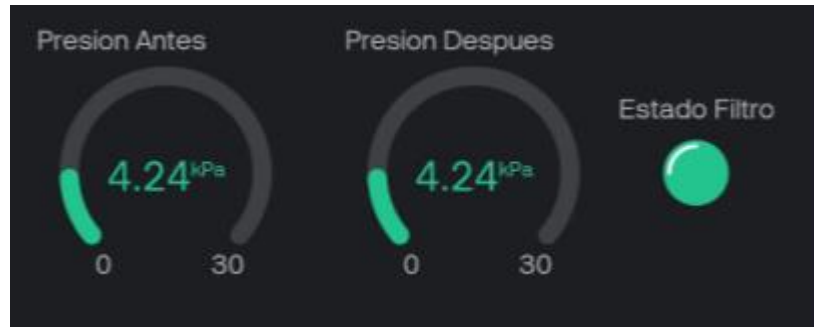 Presion Antes
Presion Despues
Estado Filtro
4.24kPa
4.24kPa
0
30
0
30